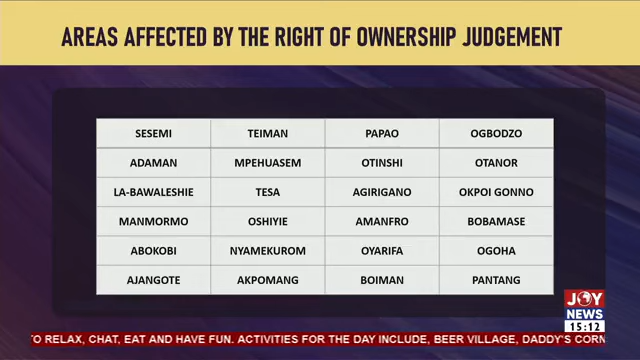 AREAS AFFECTED BY THE RIGHT OF OWNERSHIP JUDGEMENT
SESEMI TEIMAN PAPAO OGBODZO
ADAMAN MPEHUASEM OTINSHI OTANOR
LA-BAWALESHIE TESA AGIRIGANO OKPOI GONNO
MANMORMO OSHIYIE AMANFRO BOBAMASE
ABOKOBI NYAMEKUROM OYARIFA OGOHA
AJANGOTE AKPOMANG BOIMAN PANTANG
JOY
NEWS
15:12
TO RELAX, CHAT, EAT AND HAVE FUN. ACTIVITIES FOR THE DAY INCLUDE, BEER VILLAGE, DADDY'S CORN